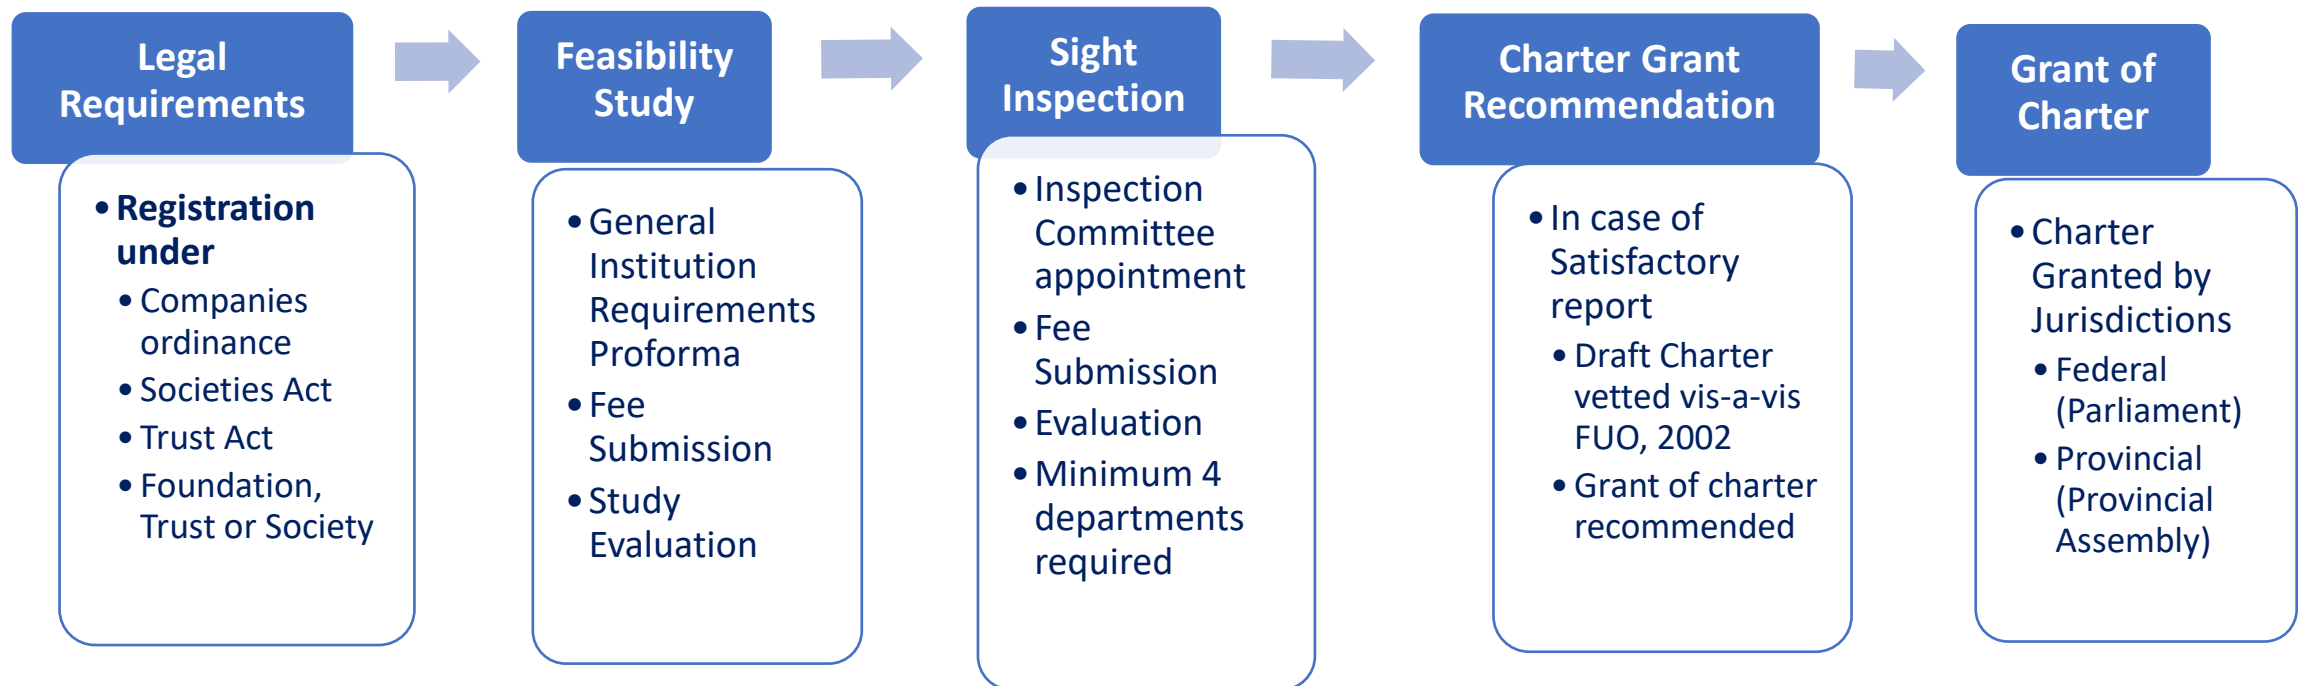 Legal
Requirements
• Registration
under
• Companies
ordinance
• Societies Act
• Trust Act
• Foundation,
Trust or Society
Feasibility
Study
• General
Institution
Requirements
Proforma
• Fee
Submission
• Study
Evaluation
Sight
Inspection
• Inspection
Committee
appointment
• Fee
Submission
• Evaluation
• Minimum 4
departments
required
Charter Grant
Recommendation
• In case of
Satisfactory
report
• Draft Charter
vetted vis-a-vis
FUO, 2002
• Grant of charter
recommended
Grant of
Charter
• Charter
Granted by
Jurisdictions
• Federal
(Parliament)
• Provincial
(Provincial
Assembly)